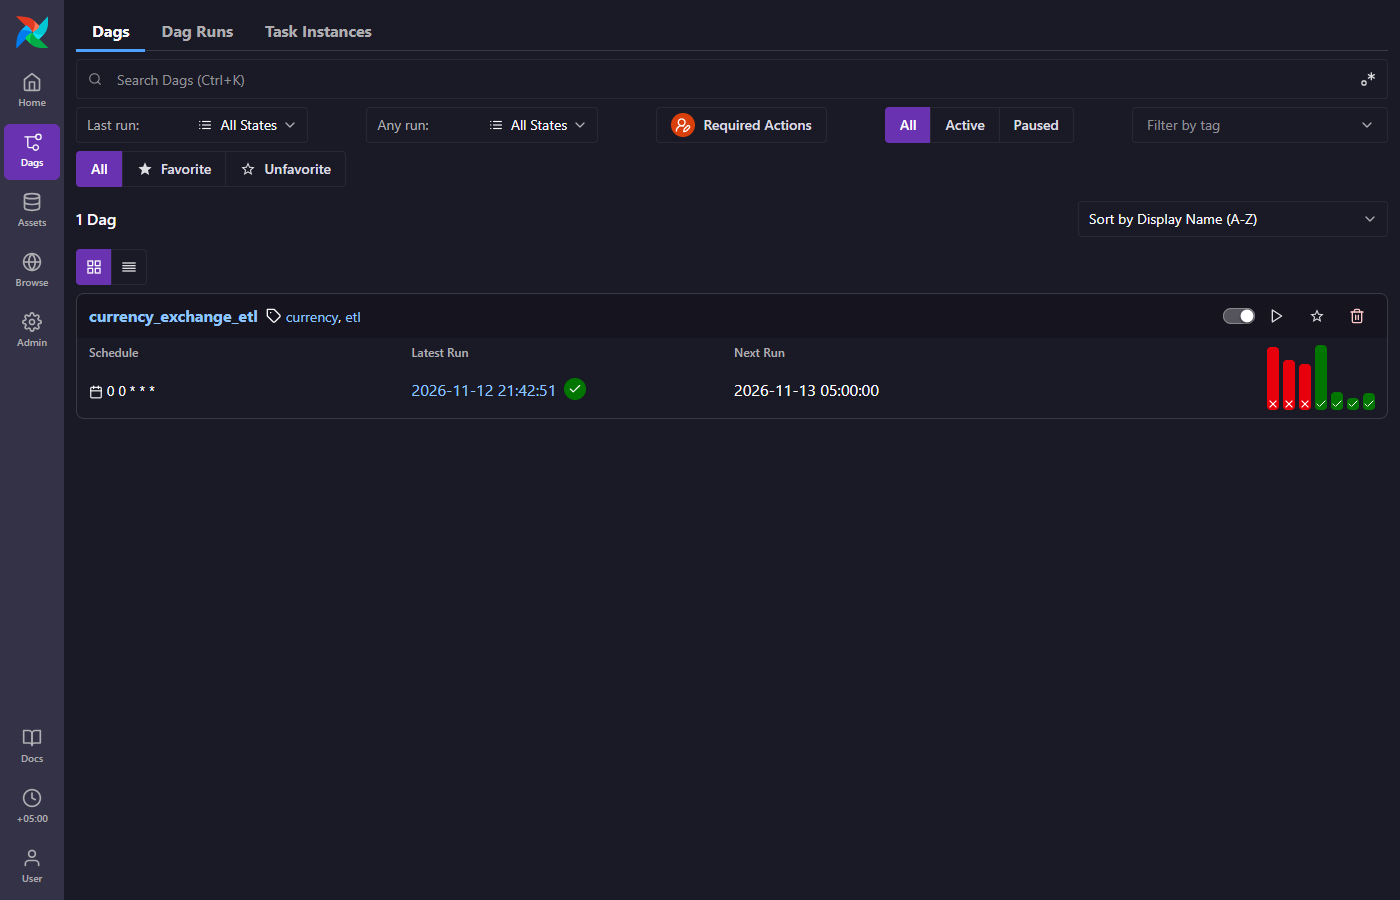 Dags Dag Runs Task Instances
Search Dags (Ctrl+K)
Home
Last run: All States Any run: All States Required Actions All Active Paused Filter by tag
Dags
All Favorite Unfavorite
Assets
1 Dag Sort by Display Name (A-Z)
Browse
currency_exchange_etl currency, etl
Admin
Schedule Latest Run Next Run
0 0 * * * 2026-11-12 21:42:51 2026-11-13 05:00:00
Docs
+05:00
User